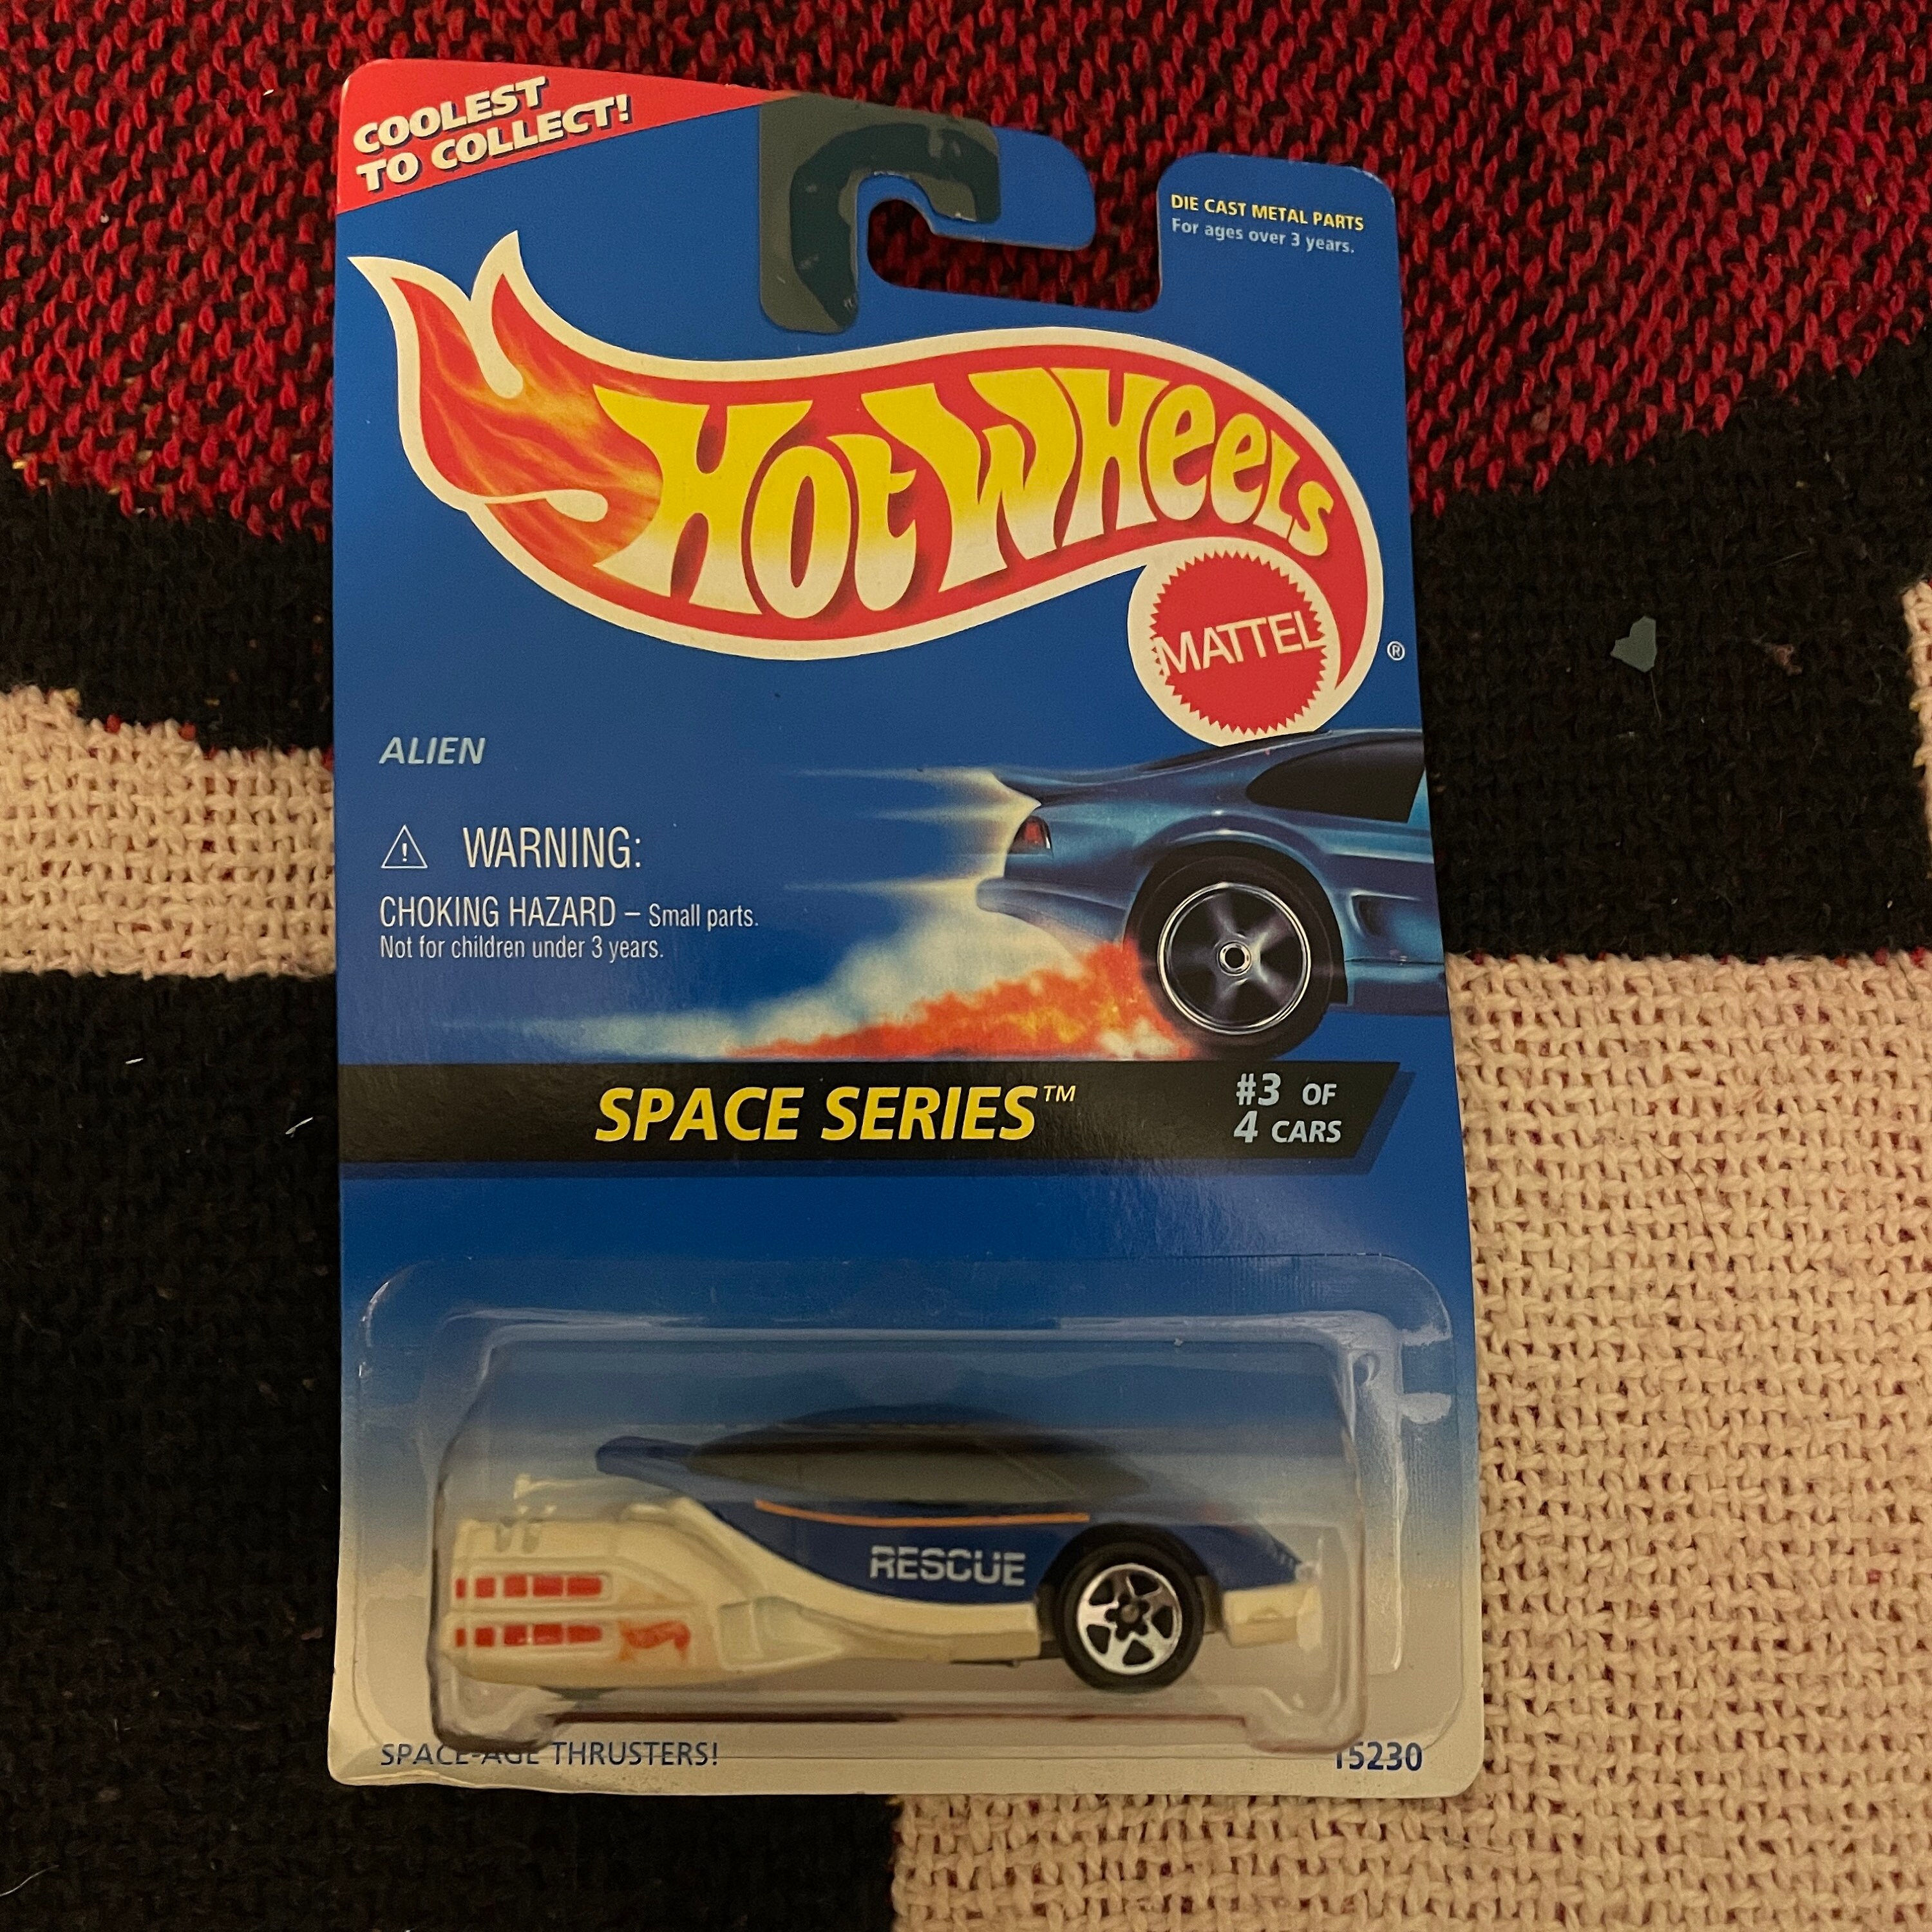 COOLEST
TO COLLECT!
DIE CAST METAL PARTS
For ages over 3 years.
HOT WHEELS
MATTEL
®
ALIEN
WARNING:
CHOKING HAZARD – Small parts.
Not for children under 3 years.
SPACE SERIES™
#3 OF
4 CARS
RESCUE
SPACE-AGE THRUSTERS!
15230